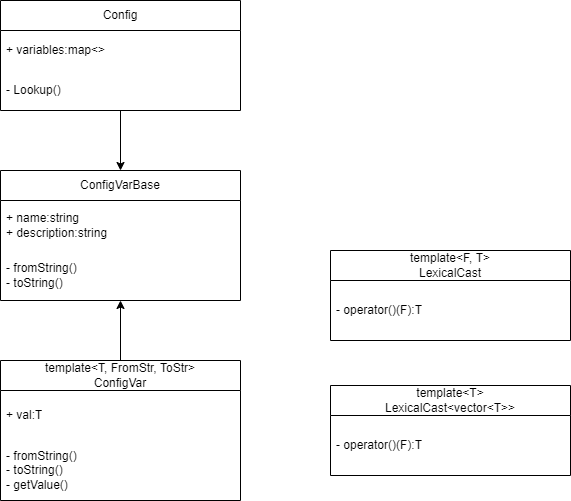 Config
+ variables:map<>
- Lookup()
ConfigVarBase
+ name:string
+ description:string
- fromString()
- toString()
template<T, FromStr, ToStr>
ConfigVar
+ val:T
- fromString()
- toString()
- getValue()
template<F, T>
LexicalCast
- operator()(F):T
template<T>
LexicalCast<vector<T>>
- operator()(F):T